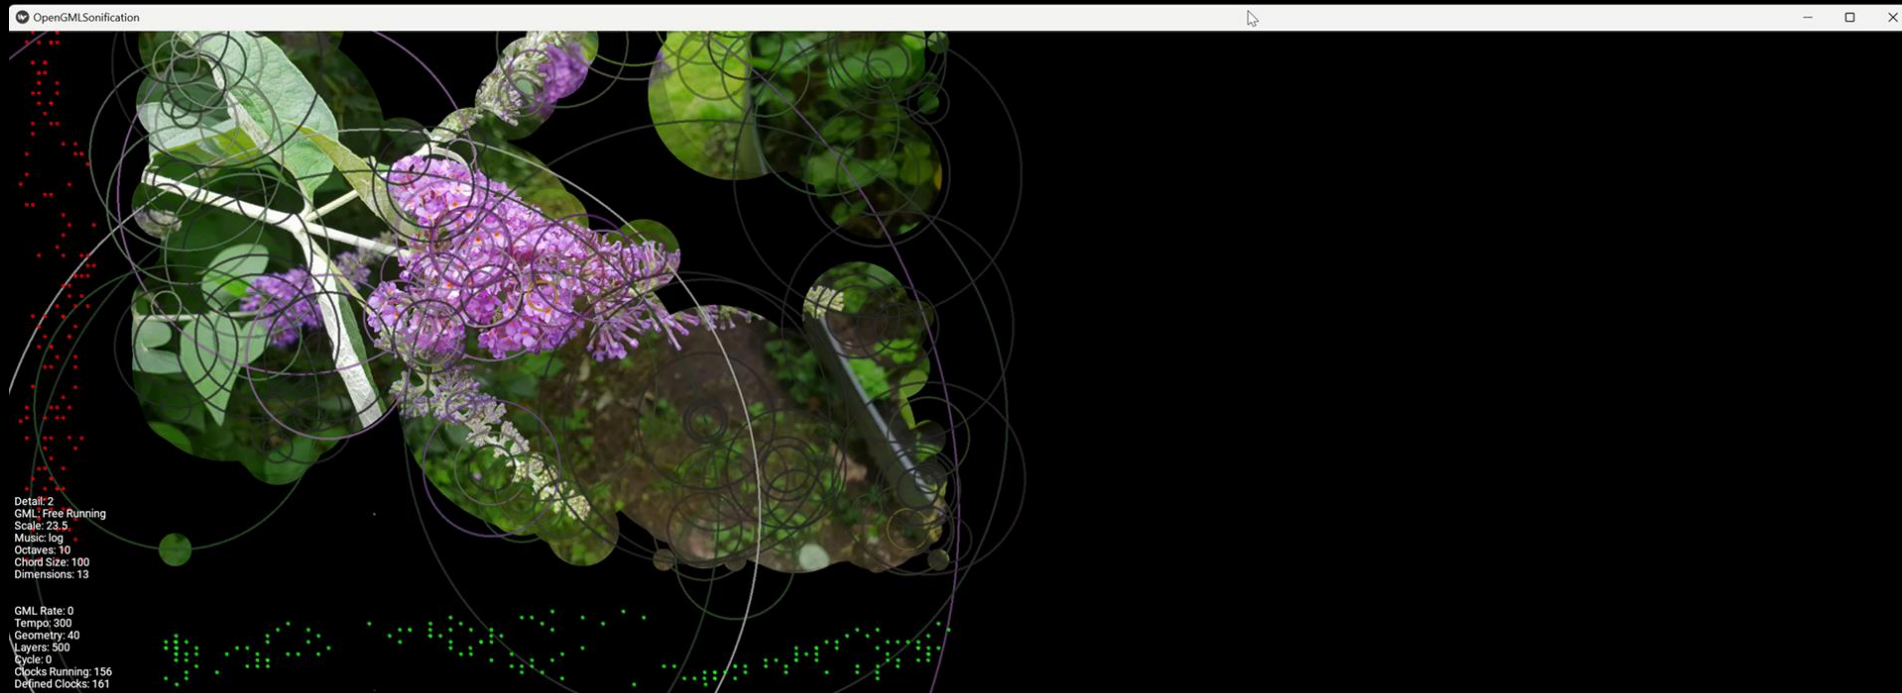 OpenGMLSonification
Detail: 2
GML: Free Running
Scale: 23.5
Music: log
Octaves: 10
Chord Size: 100
Dimensions: 13
GML Rate: 0
Tempo: 300
Geometry: 40
Layers: 500
Cycle: 0
Clocks Running: 156
Defined Clocks: 161